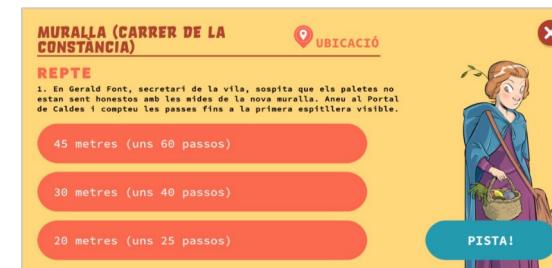 MURALLA (CARRER DE LA
CONSTÀNCIA)
UBICACIÓ
REPTE
1. En Gerald Font, secretari de la vila, sospita que els paletes no
estan sent honestos amb les mides de la nova muralla. Aneu al Portal
de Caldes i compteu les passes fins a la primera espitllera visible.
45 metres (uns 60 passos)
30 metres (uns 40 passos)
20 metres (uns 25 passos)
PISTA!